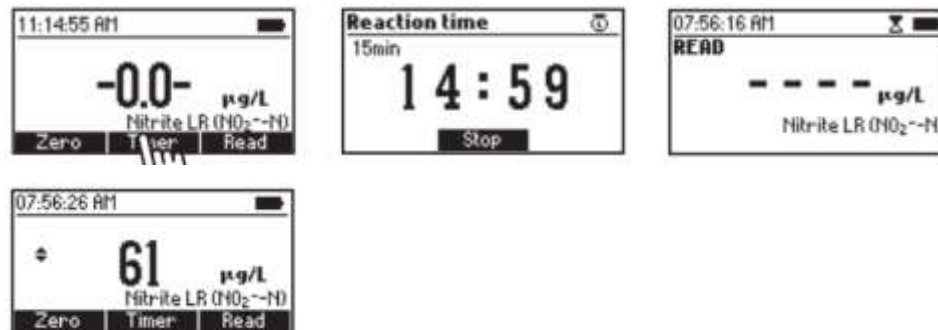 11:14:55 AM
-0.0- µg/L
Nitrite LR (NO₂⁻-N)
Zero Timer Read
Reaction time
15min
14:59
Stop
07:56:16 AM
READ
- - - - µg/L
Nitrite LR (NO₂⁻-N
07:56:26 AM
61 µg/L
Nitrite LR (NO₂⁻-N)
Zero Timer Read